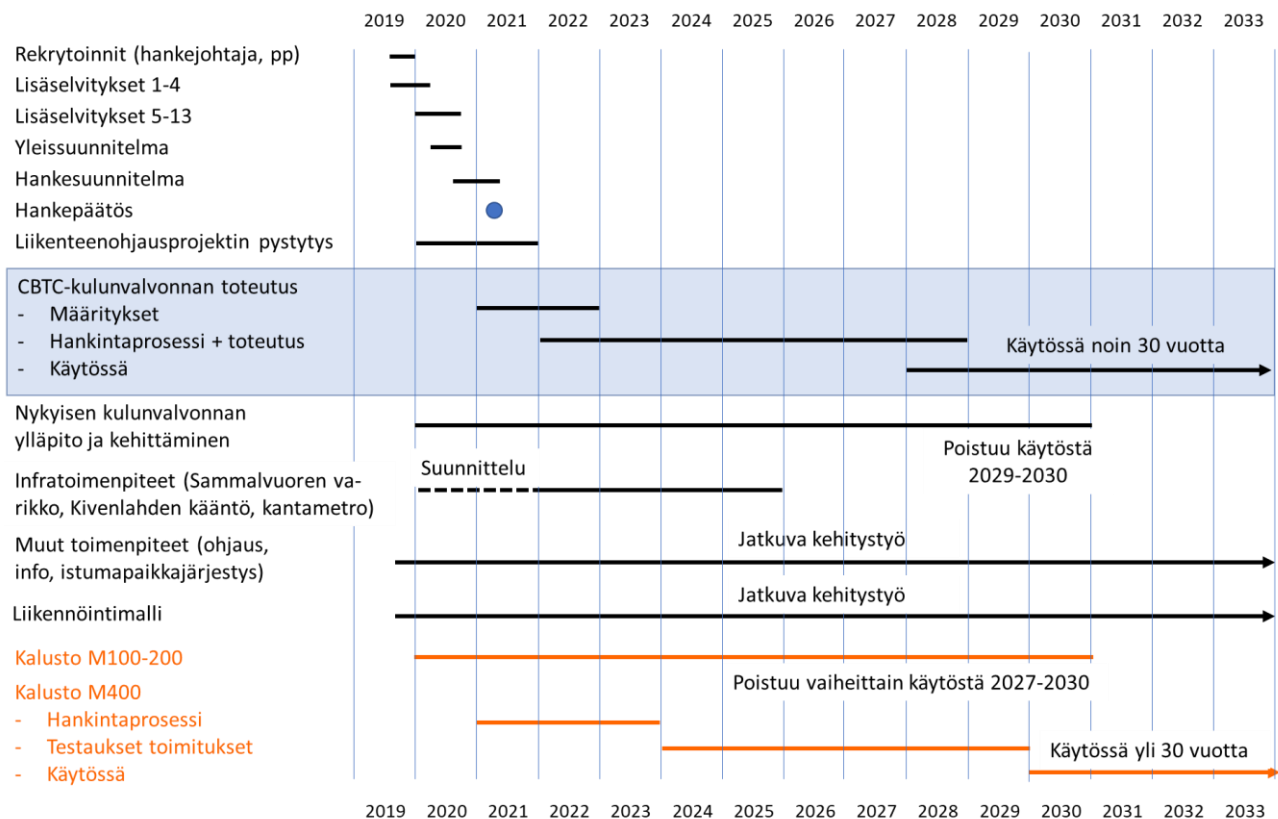 2019 2020 2021 2022 2023 2024 2025 2026 2027 2028 2029 2030 2031 2032 2033
Rekrytoinnit (hankejohtaja, pp)
Lisäselvitykset 1-4
Lisäselvitykset 5-13
Yleissuunnitelma
Hankesuunnitelma
Hankepäätös
Liikenteenohjausprojektin pystytys
CBTC-kulunvalvonnan toteutus
- Määritykset
- Hankintaprosessi + toteutus
Käytössä noin 30 vuotta
- Käytössä
Nykyisen kulunvalvonnan
ylläpito ja kehittäminen
Poistuu käytöstä
2029-2030
Suunnittelu
Infratoimenpiteet (Sammalvuoren va-
rikko, Kivenlahden kääntö, kantametro)
Muut toimenpiteet (ohjaus,
info, istumapaikkajärjestys)
Jatkuva kehitystyö
Liikennöintimalli
Jatkuva kehitystyö
Kalusto M100-200
Poistuu vaiheittain käytöstä 2027-2030
Kalusto M400
- Hankintaprosessi
- Testaukset toimitukset
Käytössä yli 30 vuotta
- Käytössä
2019 2020 2021 2022 2023 2024 2025 2026 2027 2028 2029 2030 2031 2032 2033